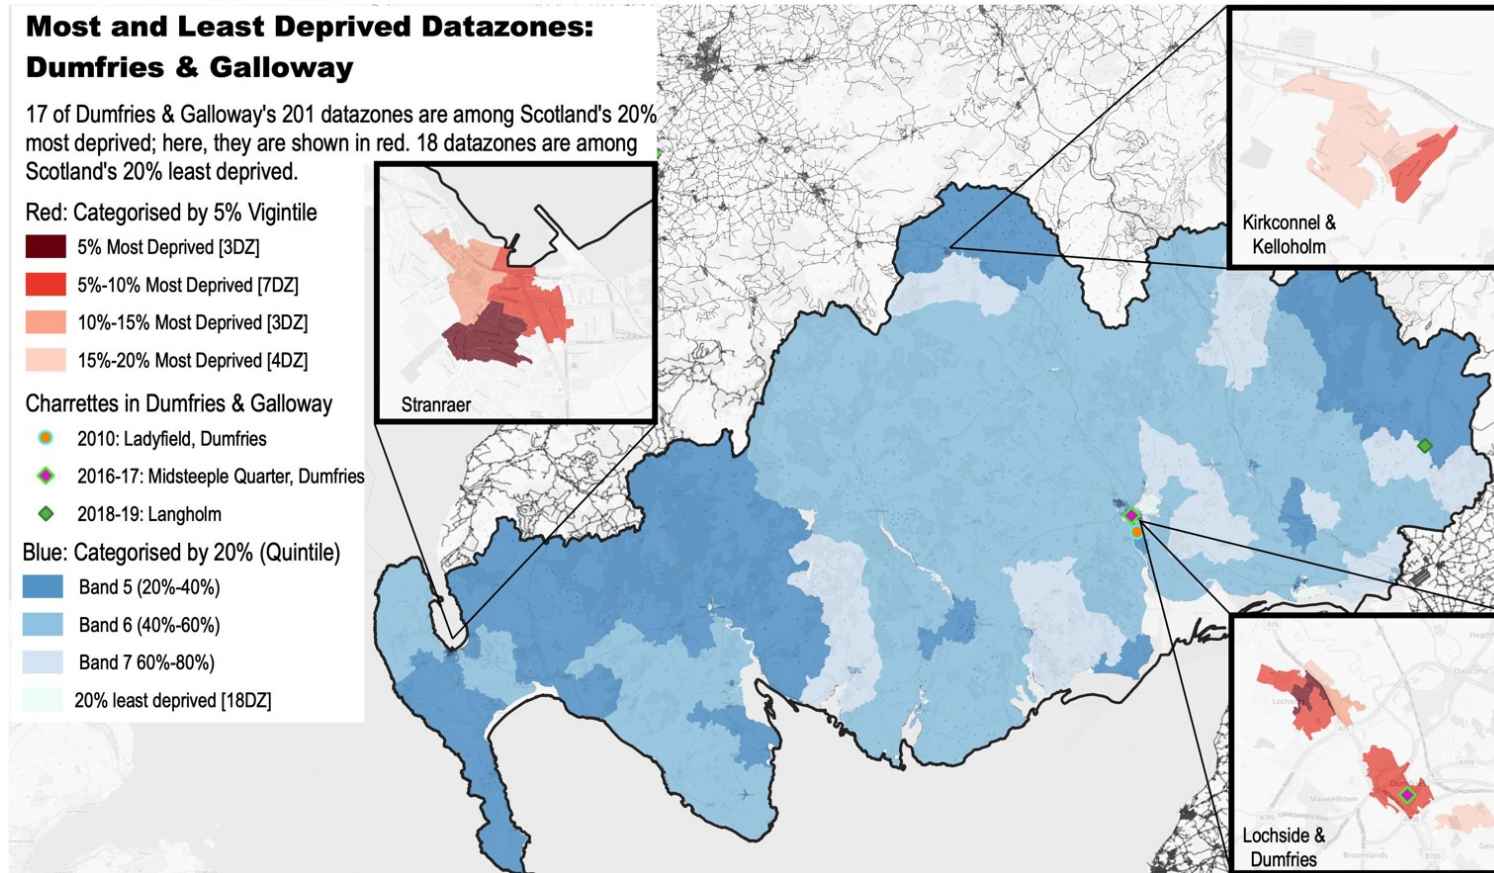 Most and Least Deprived Datazones:
Dumfries & Galloway
17 of Dumfries & Galloway's 201 datazones are among Scotland's 20%
most deprived; here, they are shown in red. 18 datazones are among
Scotland's 20% least deprived.
Red: Categorised by 5% Vigintile
5% Most Deprived [3DZ]
5%-10% Most Deprived [7DZ]
10%-15% Most Deprived [3DZ]
15%-20% Most Deprived [4DZ]
Charrettes in Dumfries & Galloway
2010: Ladyfield, Dumfries
2016-17: Midsteeple Quarter, Dumfries
2018-19: Langholm
Blue: Categorised by 20% (Quintile)
Band 5 (20%-40%)
Band 6 (40%-60%)
Band 7 60%-80%)
20% least deprived [18DZ]
Stranraer
Kirkconnel &
Kelloholm
Maxwelltown
Broomlands
Lochside &
Dumfries